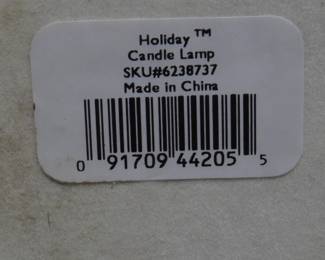 Holiday ™
Candle Lamp
SKU#6238737
Made in China
0 91709 44205 5